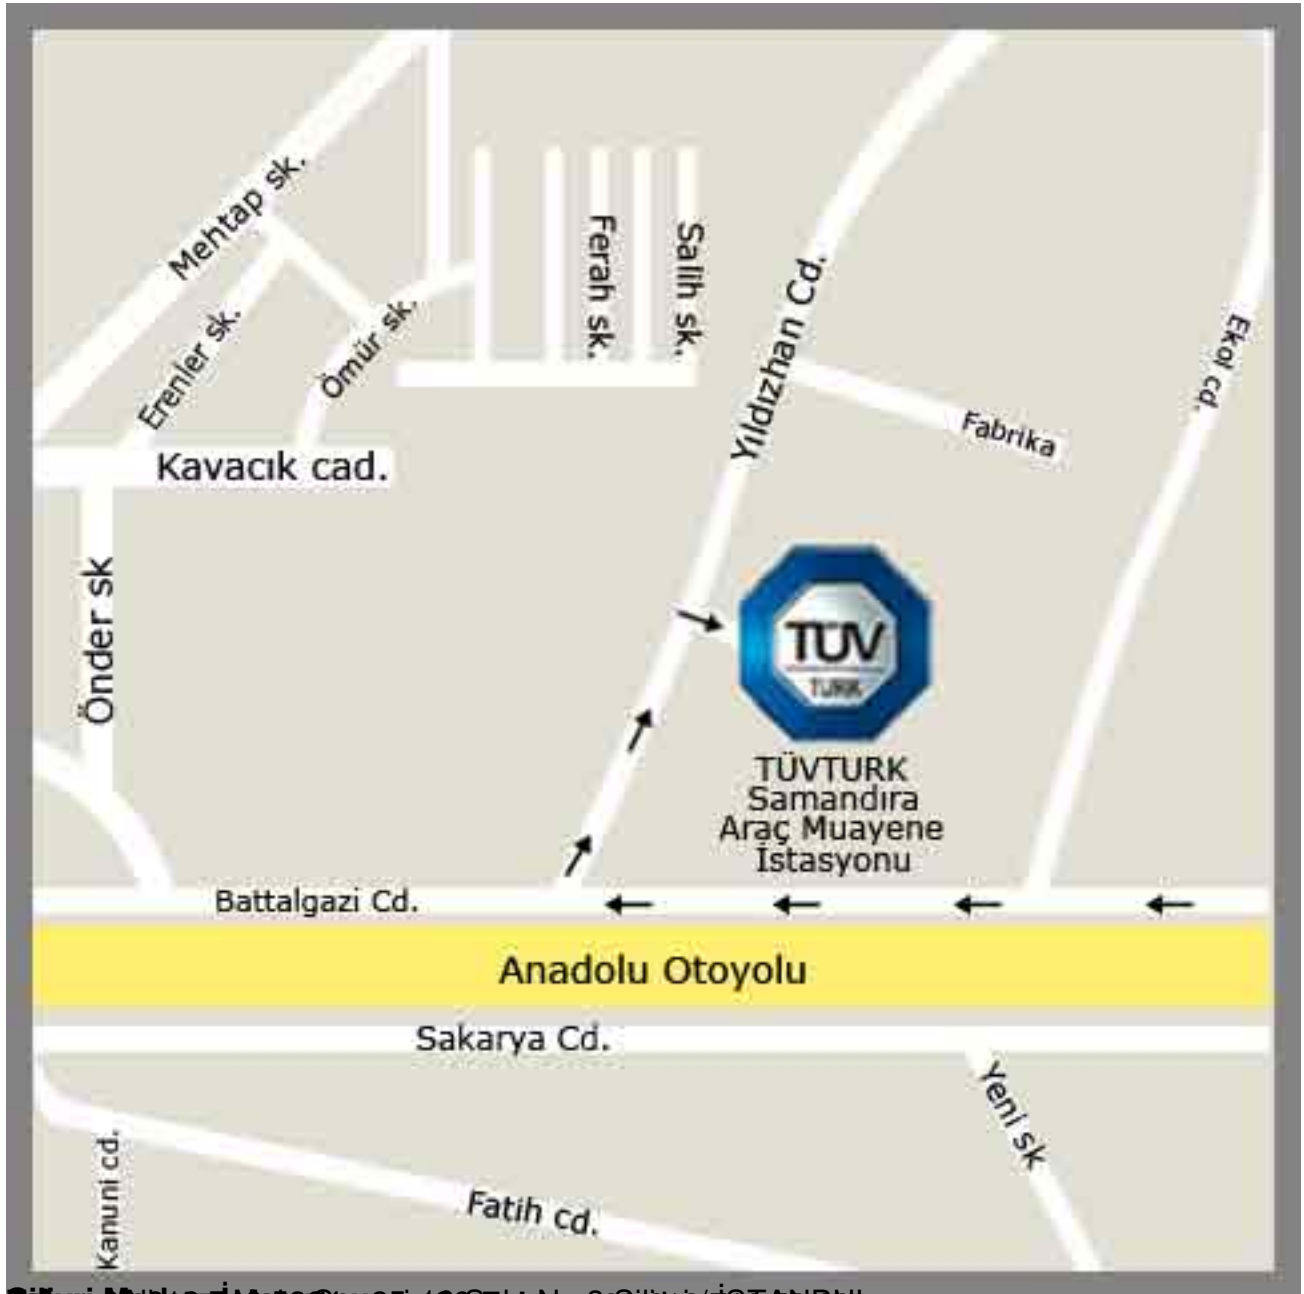 Mehtap sk.
Ferah sk.
Salih sk.
Yıldızhan Cd.
Ekol cd.
Erenler sk.
Ömür sk.
Fabrika
Kavacık cad.
Önder sk
TÜV
TURK
TÜVTURK
Samandıra
Araç Muayene
İstasyonu
Battalgazi Cd.
Anadolu Otoyolu
Sakarya Cd.
Yeni sk
Kanuni cd.
Fatih cd.